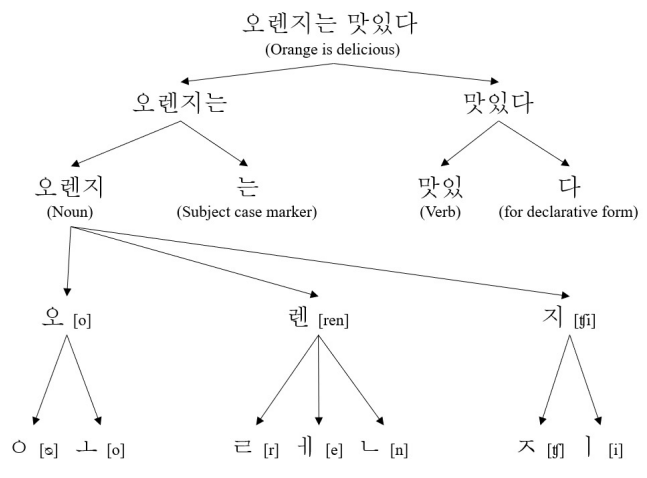 오렌지는 맛있다
(Orange is delicious)
오렌지는 맛있다
오렌지 는 맛있 다
(Noun) (Subject case marker) (Verb) (for declarative form)
오 [o] 렌 [ren] 지 [ʧi]
ㅇ [ᴓ] ㅗ [o] ㄹ [r] ㅔ [e] ㄴ [n] ㅈ [ʧ] ㅣ [i]